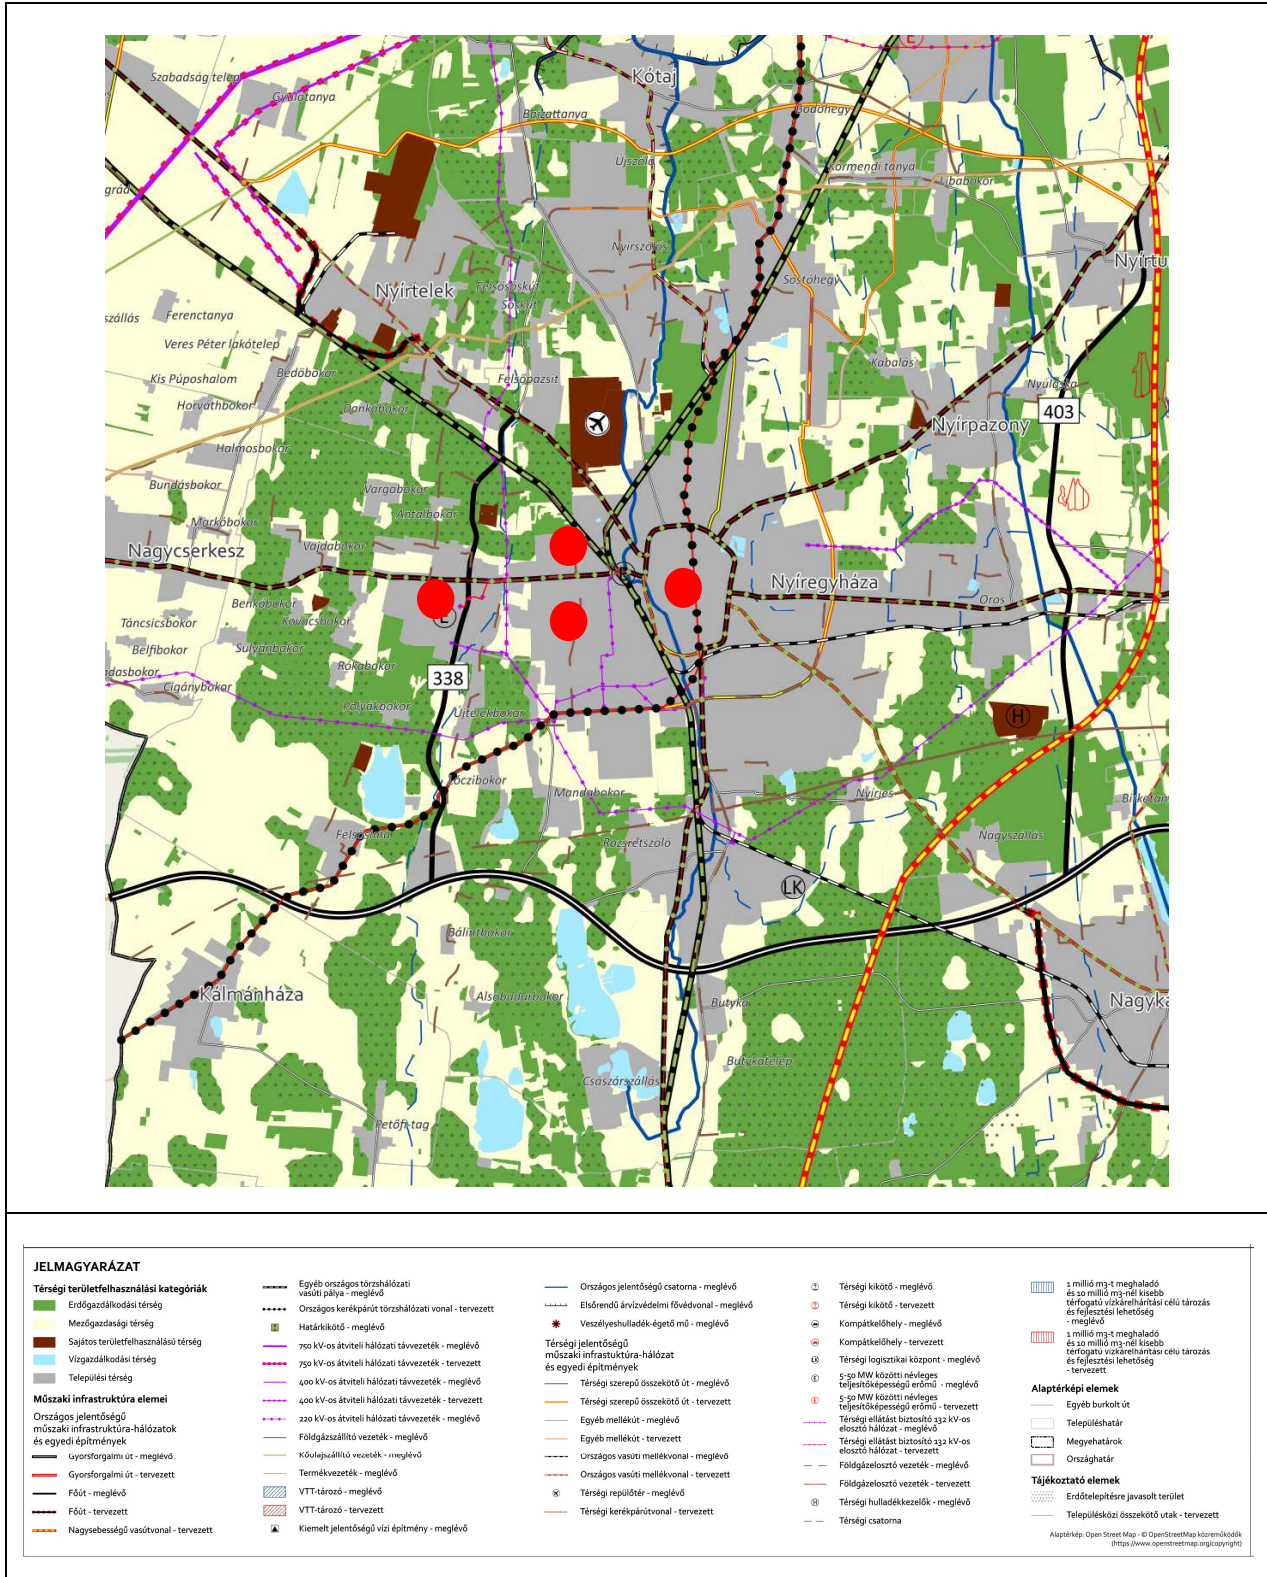 Kótaj
Szabadság telep
Gyulatanya
Bajzattanya
Bodóhegy
Újszőlő
Körmendi tanya
Libabokor
Nyírszőlős
Sóstóhegy
Nyírtelek
Felsősóskút
Sóskút
szállás
Ferenctanya
Veres Péter lakótelep
Bedőbokor
Kis Púposhalom
Felsőpázsit
Kabalás
Horváthbokor
Dankóbokor
Nyírpazony
403
Halmosbokor
Bundásbokor
Vargabokor
Antalbokor
Markóbokor
Nagycserkesz
Vajdabokor
Nyíregyháza
Oros
Benkőbokor
Kovácsbokor
Táncsicsbokor
Belfibokor
Sulyánbokor
Rókabokor
Cigánybokor
338
Polyákbokor
Újtelekbokor
H
Lóczibokor
Mandabokor
Nyírjes
Felsősima
Rozsrétszőlő
Nagyszállás
LK
Bálintbokor
Kálmánháza
Alsóbadurbokor
Butyka
Butykatelep
Császárszállás
Petőfi-tag
JELMAGYARÁZAT
Térségi területfelhasználási kategóriák
Erdőgazdálkodási térség
Mezőgazdasági térség
Sajátos területfelhasználású térség
Vízgazdálkodási térség
Települési térség
Műszaki infrastruktúra elemei
Országos jelentőségű
műszaki infrastuktúra-hálózatok
és egyedi építmények
Gyorsforgalmi út - meglévő
Gyorsforgalmi út - tervezett
Főút - meglévő
Főút - tervezett
Nagysebességű vasútvonal - tervezett
Egyéb országos törzshálózati
vasúti pálya - meglévő
Országos kerékpárút törzshálózati vonal - tervezett
Határkikötő - meglévő
750 kV-os átviteli hálózati távvezeték - meglévő
750 kV-os átviteli hálózati távvezeték - tervezett
400 kV-os átviteli hálózati távvezeték - meglévő
400 kV-os átviteli hálózati távvezeték - tervezett
220 kV-os átviteli hálózati távvezeték - meglévő
Földgázszállító vezeték - meglévő
Kőolajszállító vezeték - meglévő
Termékvezeték - meglévő
VTT-tározó - meglévő
VTT-tározó - tervezett
Kiemelt jelentőségű vízi építmény - meglévő
Országos jelentőségű csatorna - meglévő
Elsőrendű árvízvédelmi fővédvonal - meglévő
Veszélyeshulladék-égető mű - meglévő
Térségi jelentőségű
műszaki infrastuktúra-hálózat
és egyedi építmények
Térségi szerepű összekötő út - meglévő
Térségi szerepű összekötő út - tervezett
Egyéb mellékút - meglévő
Egyéb mellékút - tervezett
Országos vasúti mellékvonal - meglévő
Országos vasúti mellékvonal - tervezett
Térségi repülőtér - meglévő
Térségi kerékpárútvonal - tervezett
Térségi kikötő - meglévő
Térségi kikötő - tervezett
Kompátkelőhely - meglévő
Kompátkelőhely - tervezett
Térségi logisztikai központ - meglévő
5-50 MW közötti névleges
teljesítőképességű erőmű - meglévő
5-50 MW közötti névleges
teljesítőképességű erőmű - tervezett
Térségi ellátást biztosító 132 kV-os
elosztó hálózat - meglévő
Térségi ellátást biztosító 132 kV-os
elosztó hálózat - tervezett
Földgázelosztó vezeték - meglévő
Földgázelosztó vezeték - tervezett
Térségi hulladékkezelők - meglévő
Térségi csatorna
1 millió m3-t meghaladó
és 10 millió m3-nél kisebb
térfogatú vízkárelhárítási célú tározás
és fejlesztési lehetőség
- meglévő
1 millió m3-t meghaladó
és 10 millió m3-nél kisebb
térfogatú vízkárelhárítási célú tározás
és fejlesztési lehetőség
- tervezett
Alaptérképi elemek
Egyéb burkolt út
Településhatár
Megyehatárok
Országhatár
Tájékoztató elemek
Erdőtelepítésre javasolt terület
Településközi összekötő utak - tervezett
Alaptérkép: Open Street Map - © OpenStreetMap közreműködők
(https://www.openstreetmap.org/copyright)